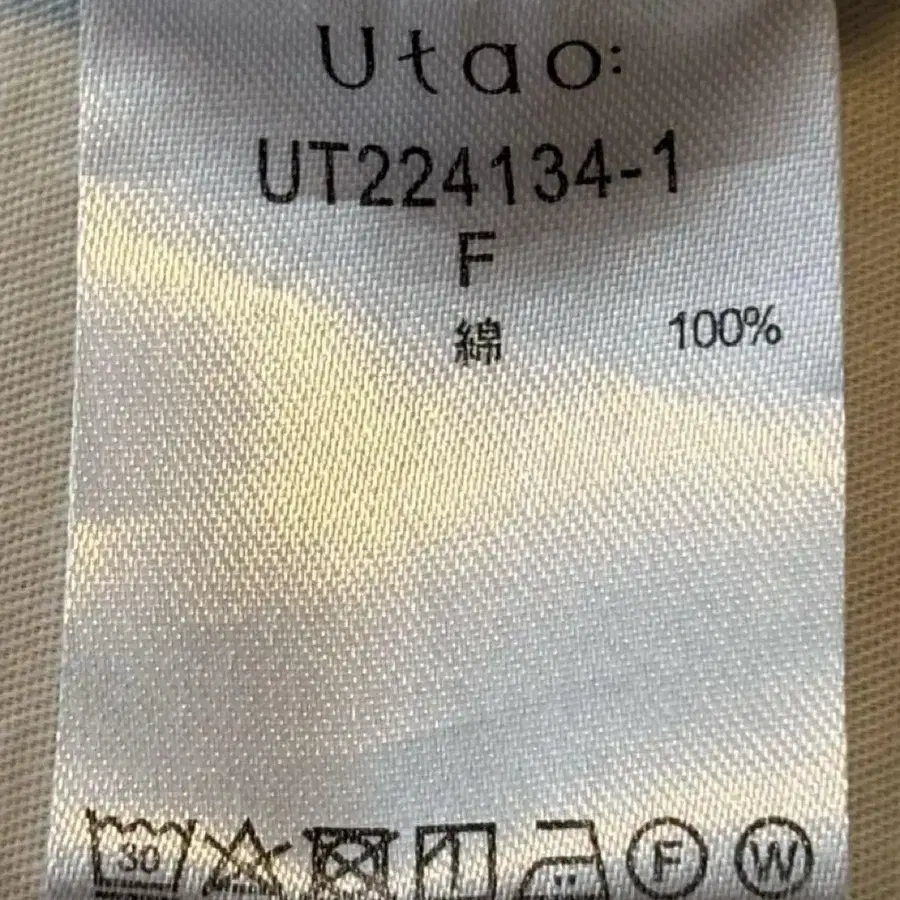 Utao:
UT224134-1
F
綿 100%
30 F W